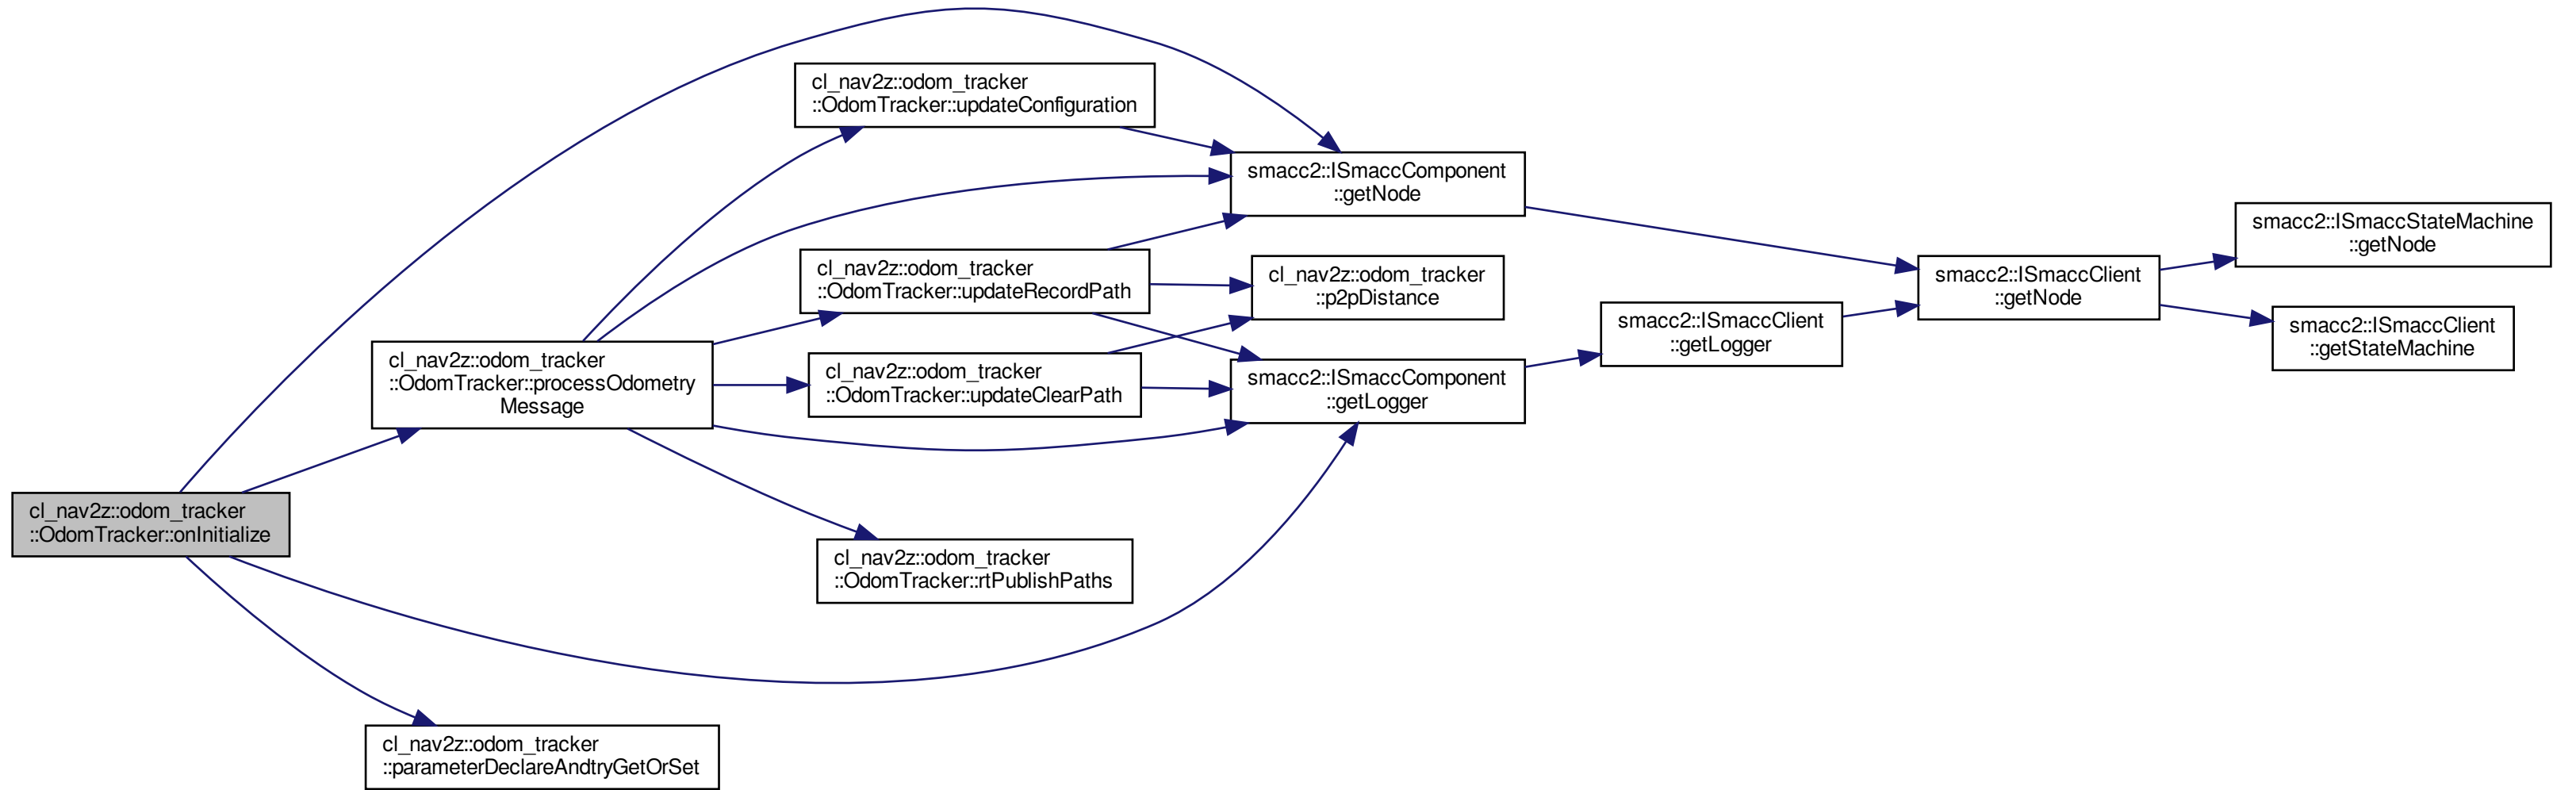 cl_nav2z::odom_tracker
::OdomTracker::onInitialize
cl_nav2z::odom_tracker
::OdomTracker::processOdometry
Message
cl_nav2z::odom_tracker
::parameterDeclareAndtryGetOrSet
cl_nav2z::odom_tracker
::OdomTracker::updateConfiguration
cl_nav2z::odom_tracker
::OdomTracker::updateRecordPath
cl_nav2z::odom_tracker
::OdomTracker::updateClearPath
cl_nav2z::odom_tracker
::OdomTracker::rtPublishPaths
smacc2::ISmaccComponent
::getNode
cl_nav2z::odom_tracker
::p2pDistance
smacc2::ISmaccComponent
::getLogger
smacc2::ISmaccClient
::getLogger
smacc2::ISmaccClient
::getNode
smacc2::ISmaccStateMachine
::getNode
smacc2::ISmaccClient
::getStateMachine